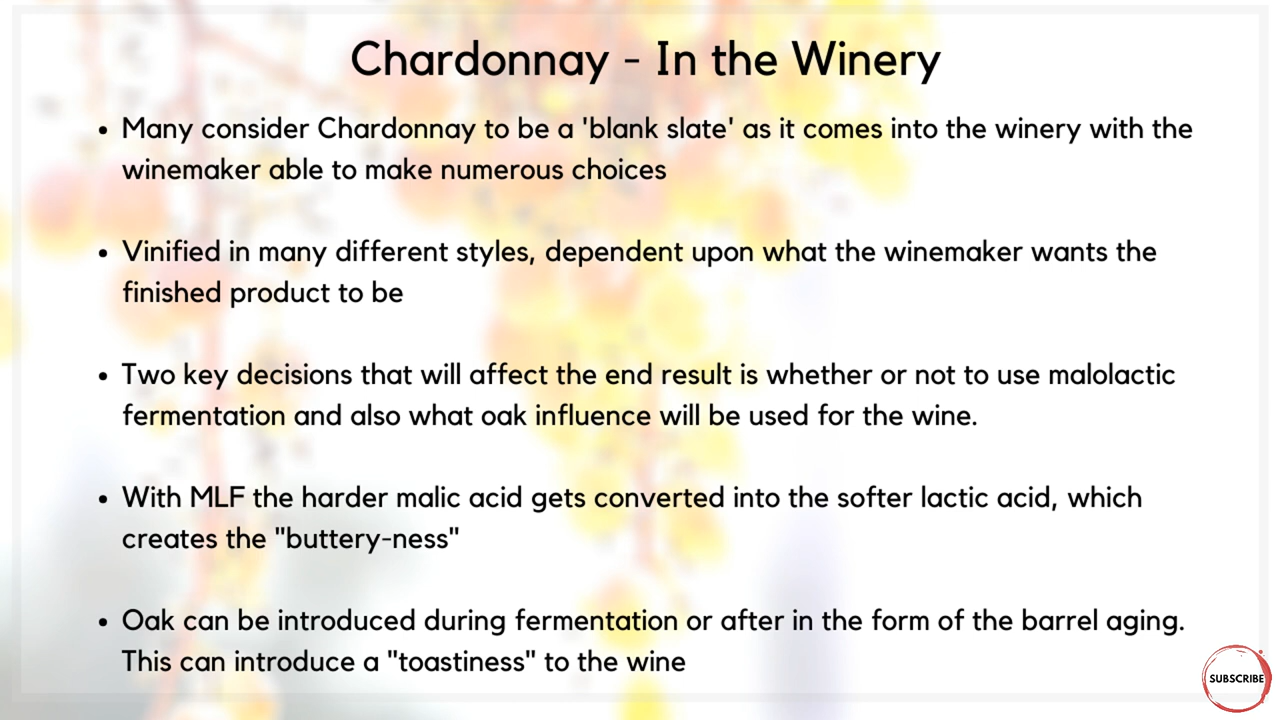 Chardonnay - In the Winery
• Many consider Chardonnay to be a 'blank slate' as it comes into the winery with the
winemaker able to make numerous choices
• Vinified in many different styles, dependent upon what the winemaker wants the
finished product to be
• Two key decisions that will affect the end result is whether or not to use malolactic
fermentation and also what oak influence will be used for the wine.
• With MLF the harder malic acid gets converted into the softer lactic acid, which
creates the "buttery-ness"
• Oak can be introduced during fermentation or after in the form of the barrel aging.
This can introduce a "toastiness" to the wine
SUBSCRIBE